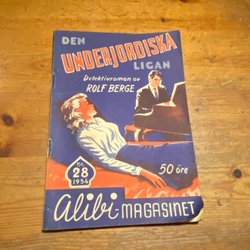 DEN
UNDERJORDISKA
LIGAN
Detektivroman av
ROLF BERGE
Nr.
28
1954
50 öre
Alibi MAGASINET